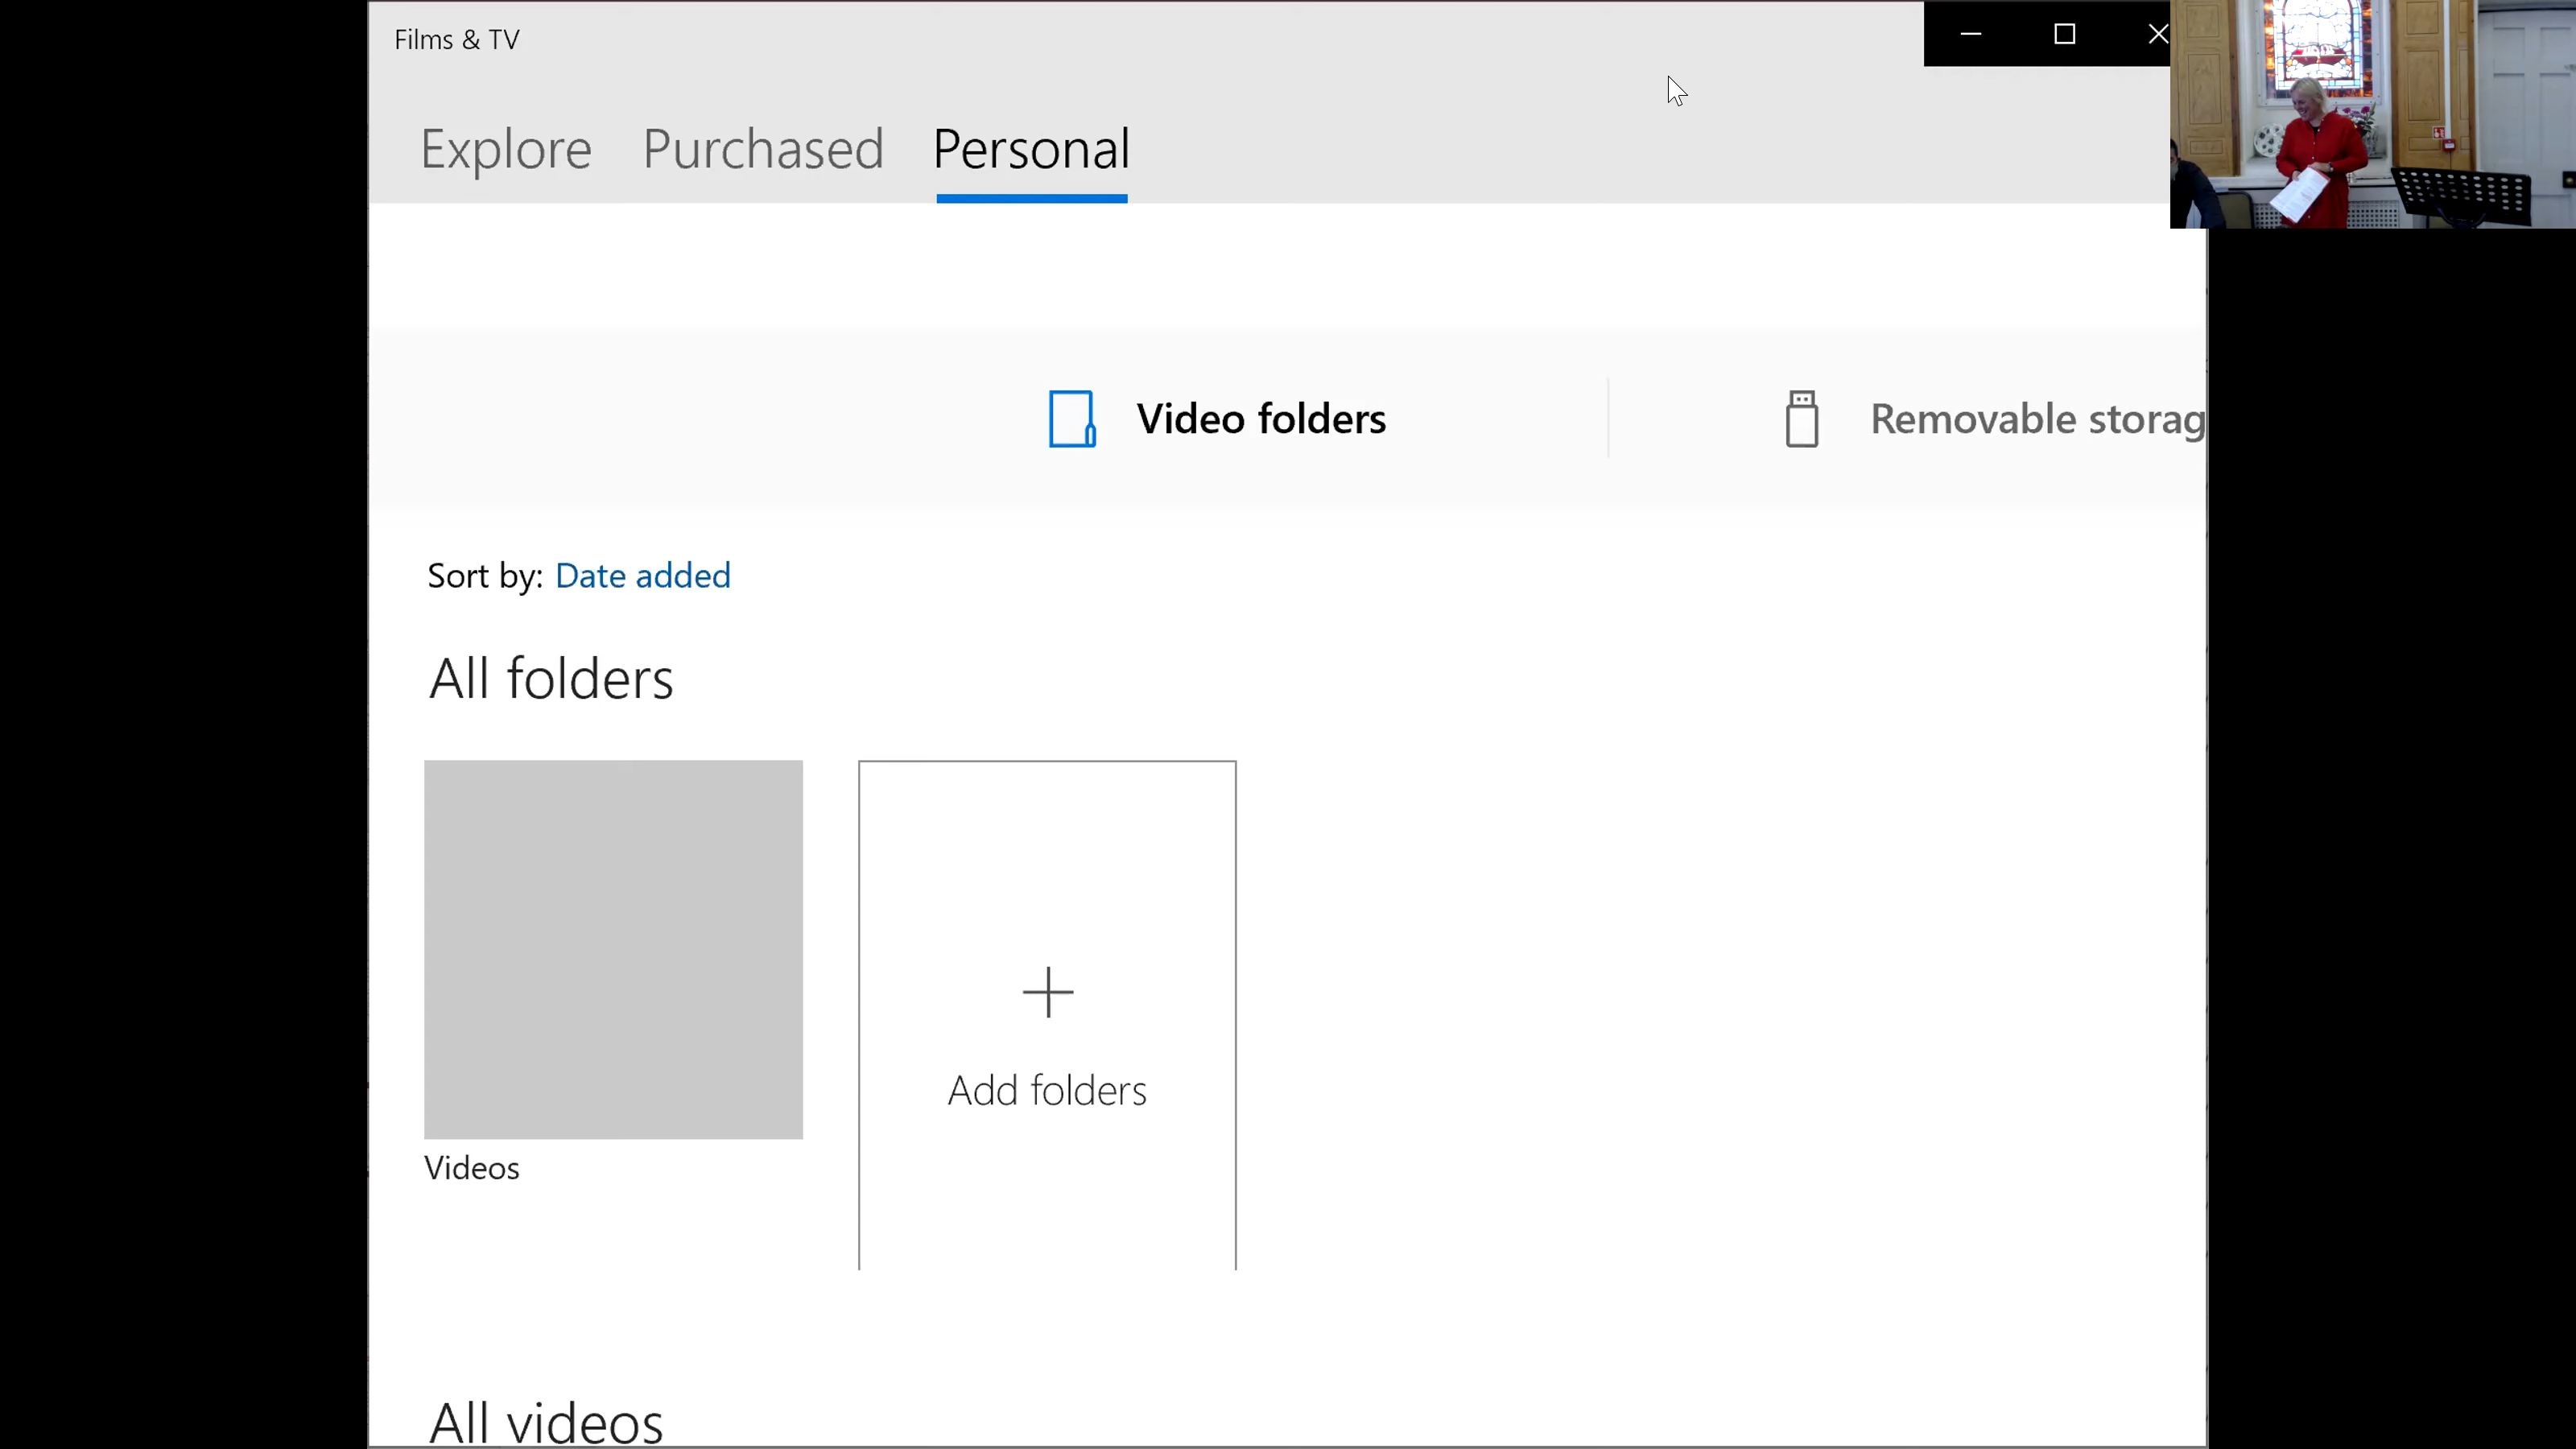 Films & TV
Explore Purchased Personal
Video folders
Removable storag
Sort by: Date added
All folders
Add folders
Videos
All videos